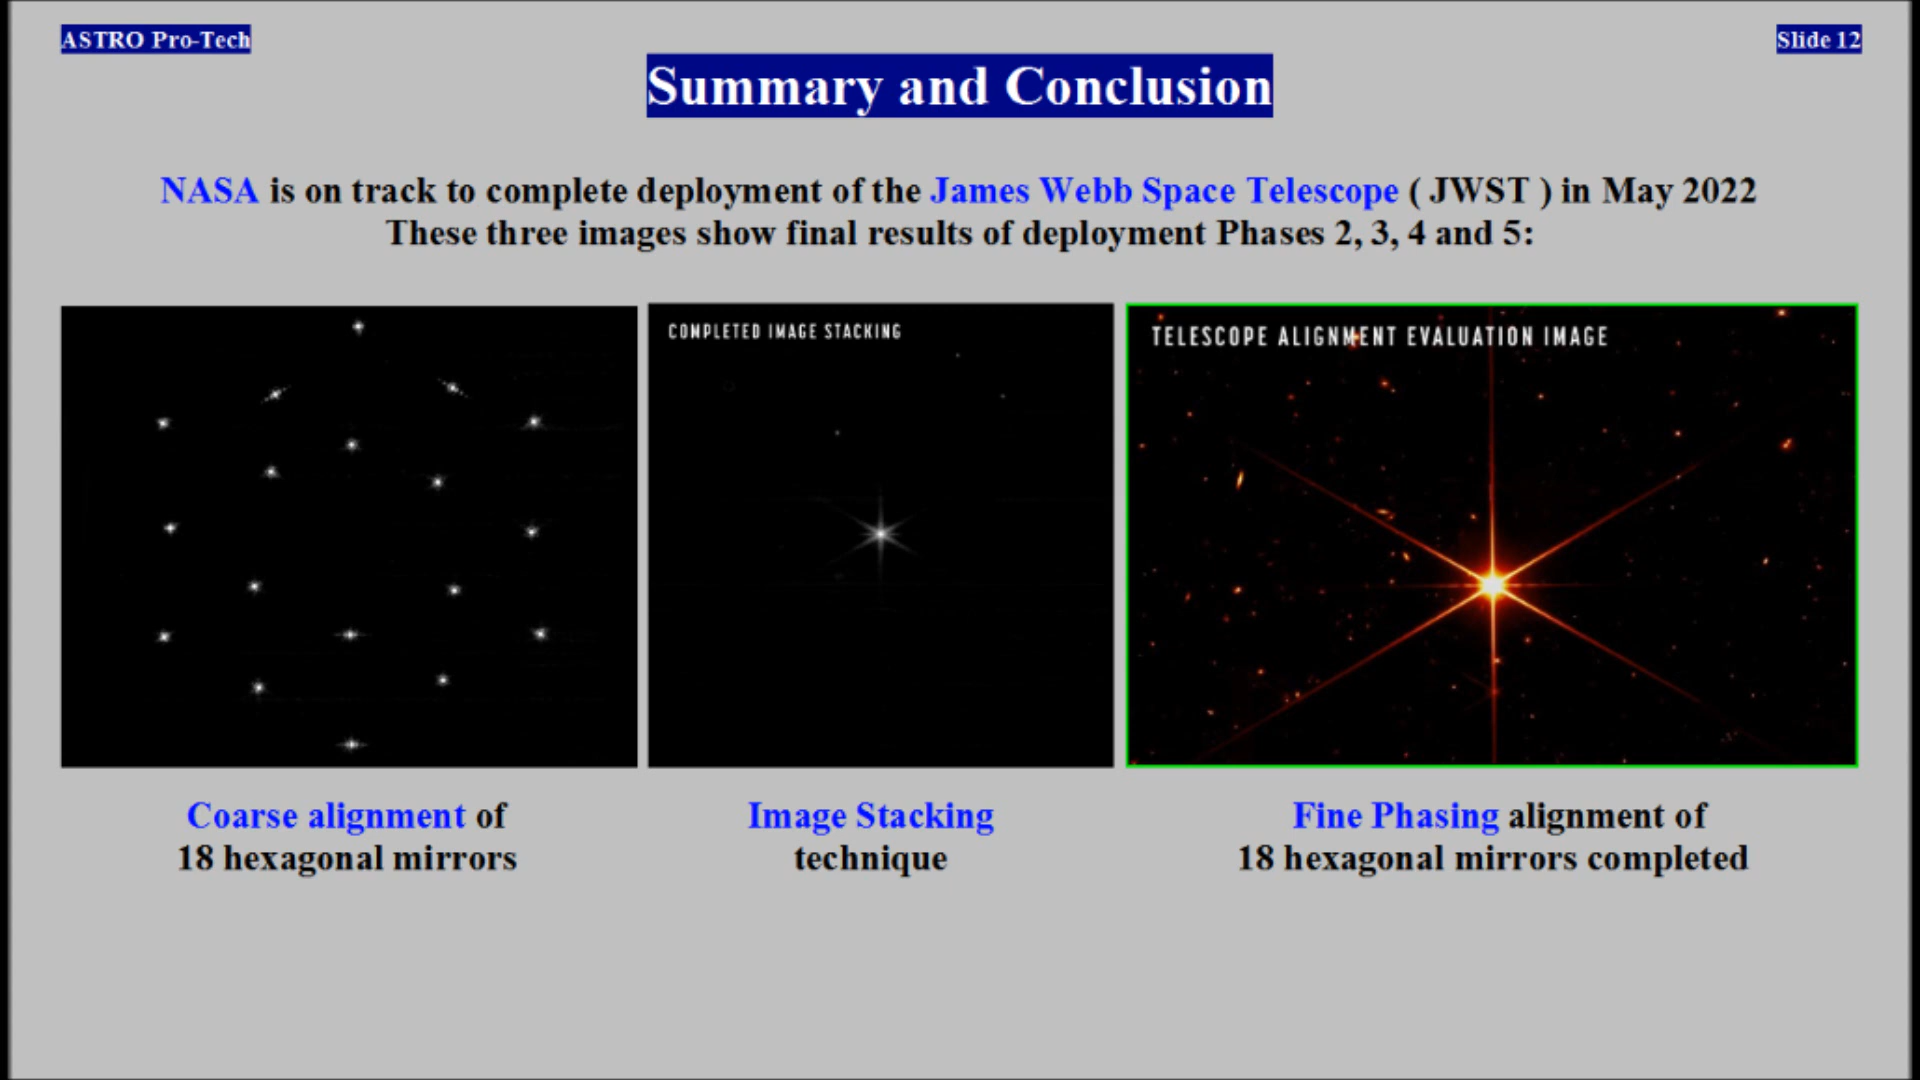 ASTRO Pro-Tech
Slide 12
Summary and Conclusion
NASA is on track to complete deployment of the James Webb Space Telescope ( JWST ) in May 2022
These three images show final results of deployment Phases 2, 3, 4 and 5:
COMPLETED IMAGE STACKING
TELESCOPE ALIGNMENT EVALUATION IMAGE
Coarse alignment of
18 hexagonal mirrors
Image Stacking
technique
Fine Phasing alignment of
18 hexagonal mirrors completed